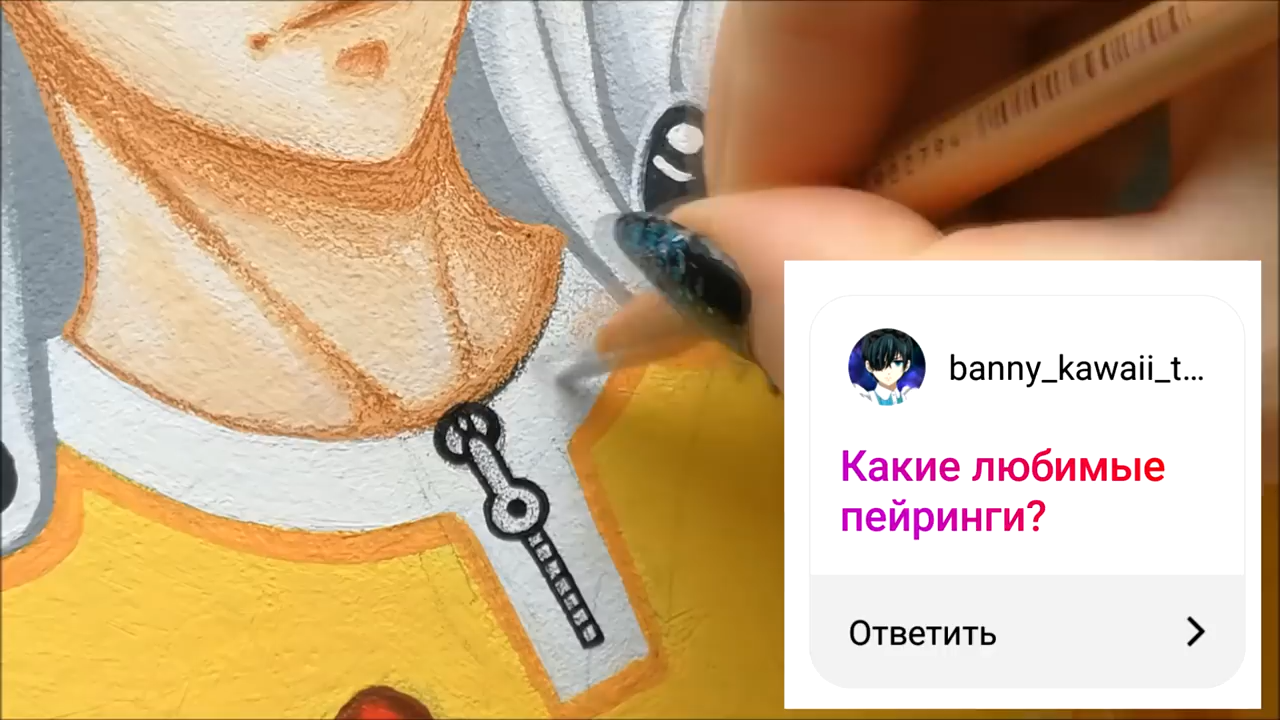 banny_kawaii_t...
Какие любимые
пейринги?
Ответить